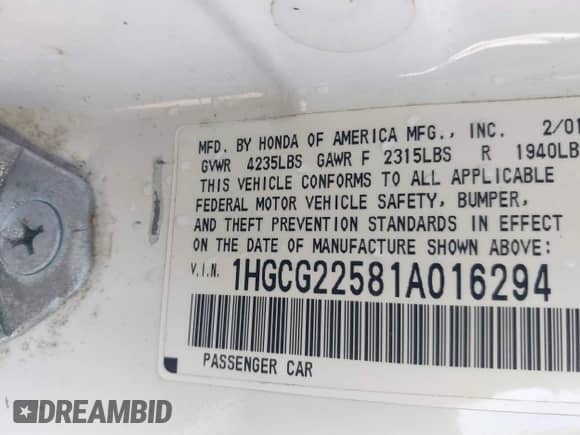 MFD. BY HONDA OF AMERICA MFG., INC. 2/01
GVWR 4235LBS GAWR F 2315LBS R 1940LB
THIS VEHICLE CONFORMS TO ALL APPLICABLE
FEDERAL MOTOR VEHICLE SAFETY, BUMPER,
AND THEFT PREVENTION STANDARDS IN EFFECT
ON THE DATE OF MANUFACTURE SHOWN ABOVE:
V.I.N. 1HGCG22581A016294
PASSENGER CAR
DREAMBID